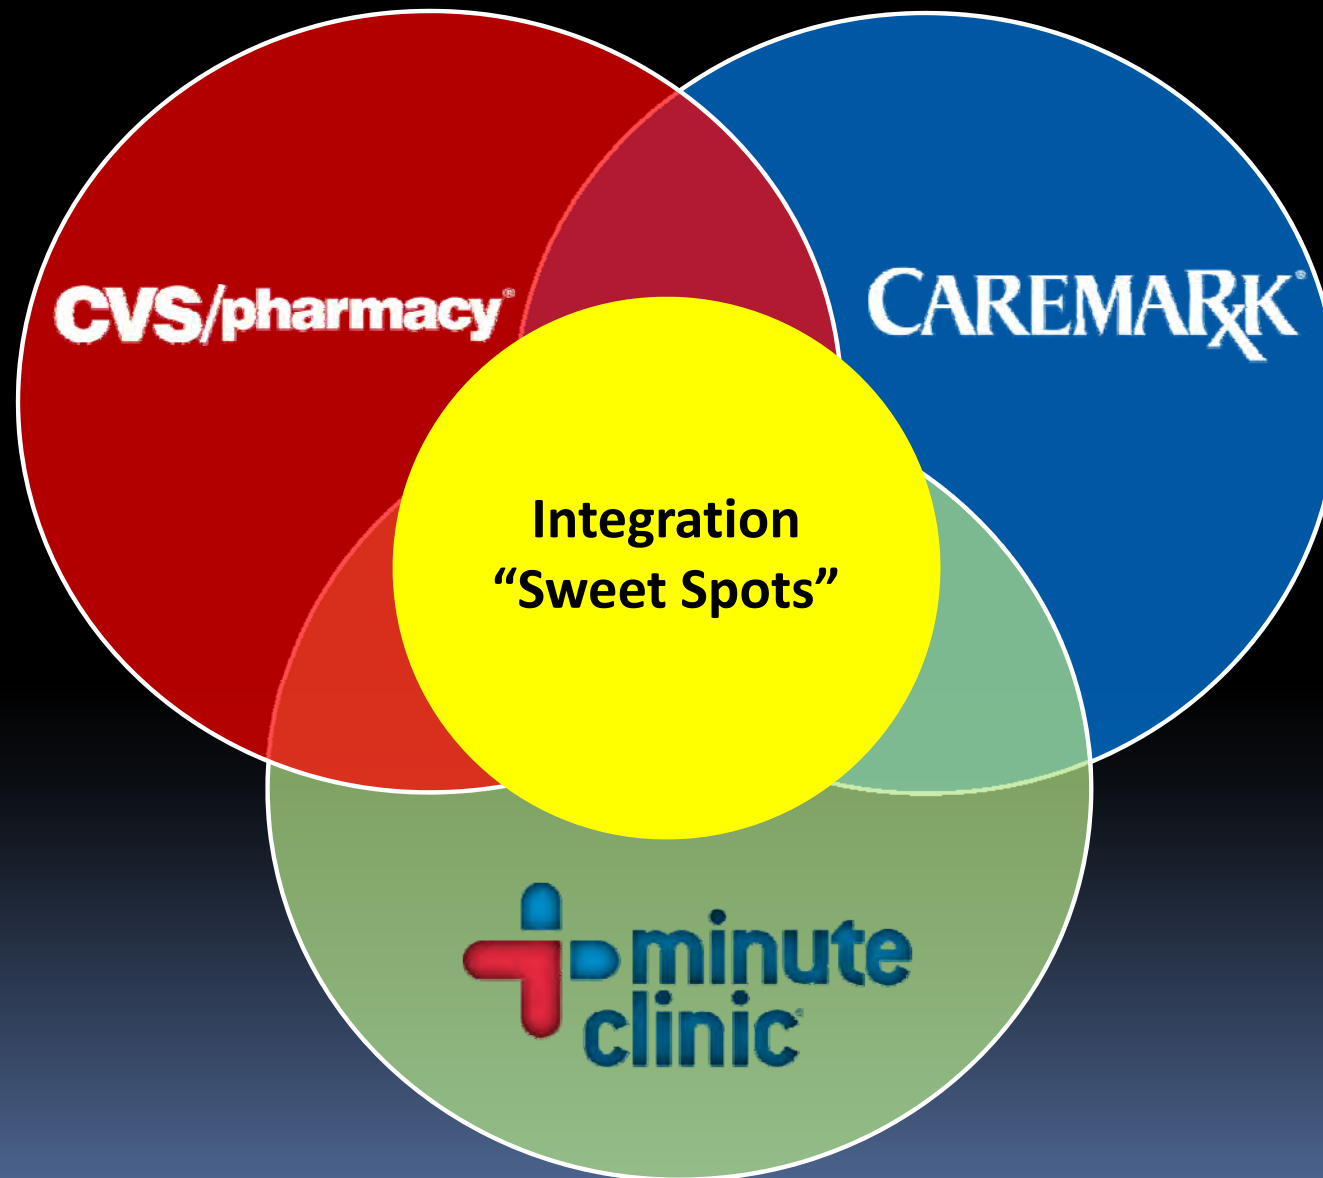 CVS/pharmacy®
CAREMARK®
Integration
“Sweet Spots”
minute
clinic®